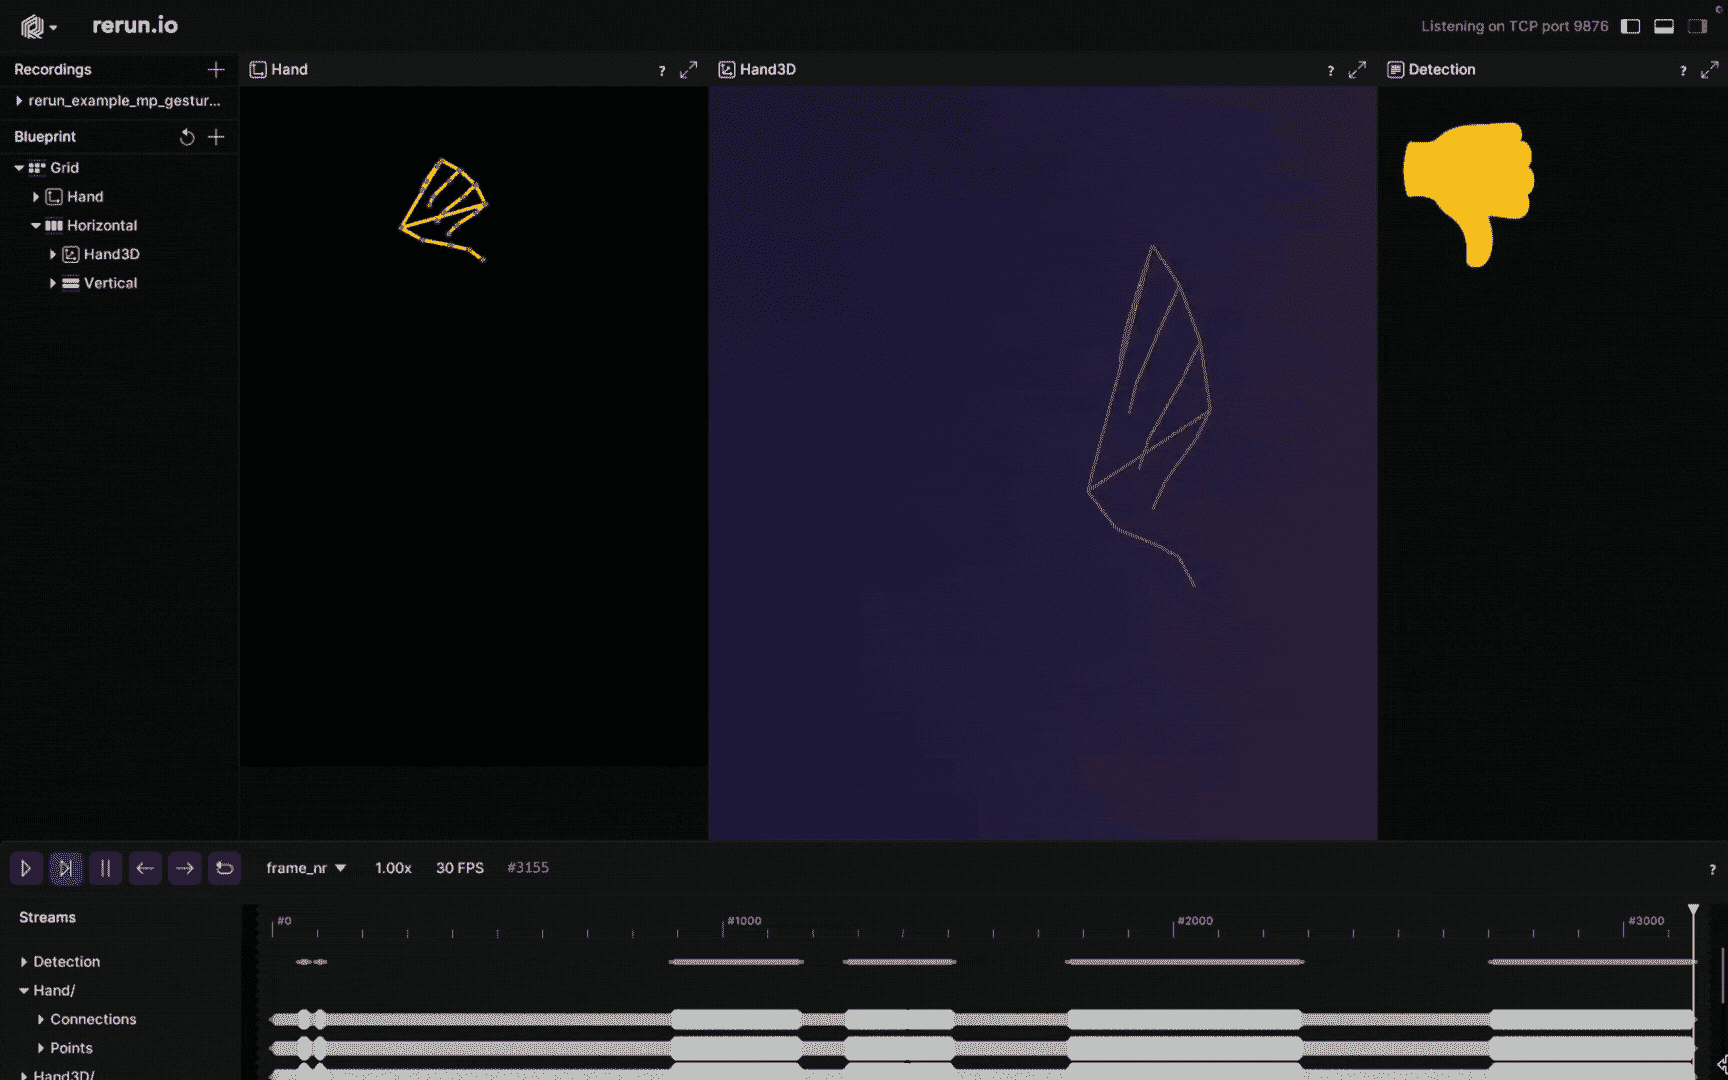 rerun.io
Listening on TCP port 9876
Recordings
Hand
?
Hand3D
?
Detection
?
rerun_example_mp_gestur...
Blueprint
Grid
Hand
Horizontal
Hand3D
Vertical
frame_nr
1.00x
30 FPS
#3155
?
Streams
#0
#1000
#2000
#3000
Detection
Hand/
Connections
Points
Hand3D/